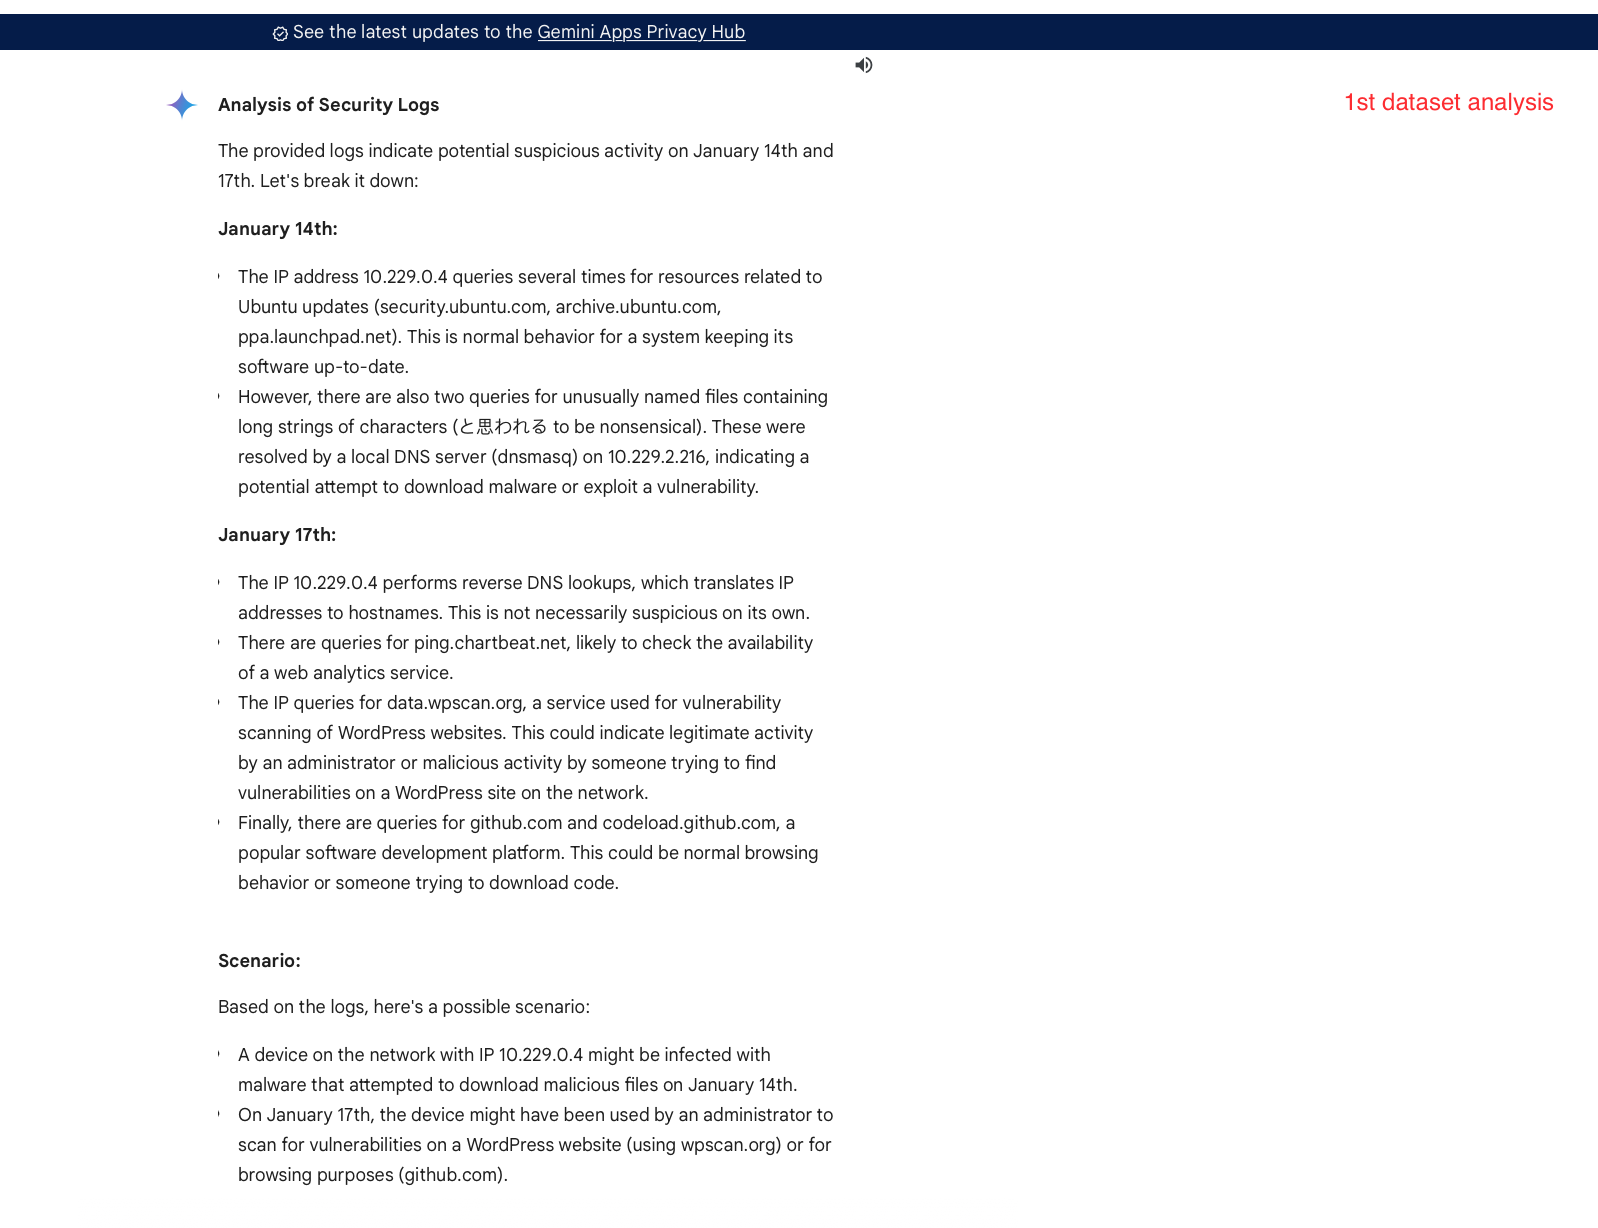 See the latest updates to the Gemini Apps Privacy Hub
Analysis of Security Logs
1st dataset analysis
The provided logs indicate potential suspicious activity on January 14th and
17th. Let's break it down:
January 14th:
The IP address 10.229.0.4 queries several times for resources related to
Ubuntu updates (security.ubuntu.com, archive.ubuntu.com,
ppa.launchpad.net). This is normal behavior for a system keeping its
software up-to-date.
However, there are also two queries for unusually named files containing
long strings of characters (と思われる to be nonsensical). These were
resolved by a local DNS server (dnsmasq) on 10.229.2.216, indicating a
potential attempt to download malware or exploit a vulnerability.
January 17th:
The IP 10.229.0.4 performs reverse DNS lookups, which translates IP
addresses to hostnames. This is not necessarily suspicious on its own.
There are queries for ping.chartbeat.net, likely to check the availability
of a web analytics service.
The IP queries for data.wpscan.org, a service used for vulnerability
scanning of WordPress websites. This could indicate legitimate activity
by an administrator or malicious activity by someone trying to find
vulnerabilities on a WordPress site on the network.
Finally, there are queries for github.com and codeload.github.com, a
popular software development platform. This could be normal browsing
behavior or someone trying to download code.
Scenario:
Based on the logs, here's a possible scenario:
A device on the network with IP 10.229.0.4 might be infected with
malware that attempted to download malicious files on January 14th.
On January 17th, the device might have been used by an administrator to
scan for vulnerabilities on a WordPress website (using wpscan.org) or for
browsing purposes (github.com).